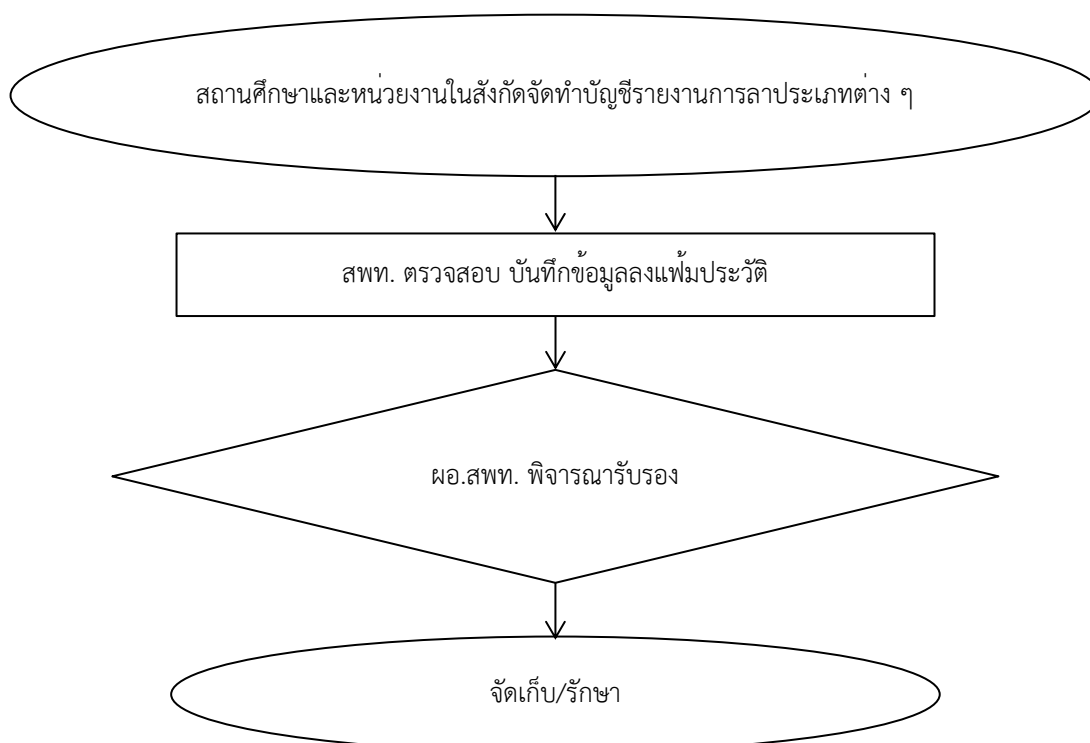 สถานศึกษาและหน่วยงานในสังกัดจัดทำบัญชีรายงานการลาประเภทต่าง ๆ
สพท. ตรวจสอบ บันทึกข้อมูลลงแฟ้มประวัติ
ผอ.สพท. พิจารณารับรอง
จัดเก็บ/รักษา